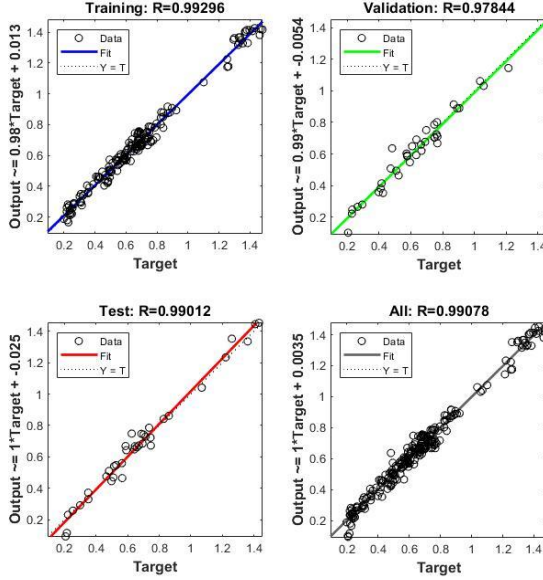 Training: R=0.99296
Output ~= 0.98*Target + 0.013
Data
Fit
Y = T
1.4
1.2
1
0.8
0.6
0.4
0.2
0.2 0.4 0.6 0.8 1 1.2 1.4
Target
Validation: R=0.97844
Output ~= 0.99*Target + -0.0054
Data
Fit
Y = T
1.4
1.2
1
0.8
0.6
0.4
0.2
0.2 0.4 0.6 0.8 1 1.2 1.4
Target
Test: R=0.99012
Output ~= 1*Target + -0.025
Data
Fit
Y = T
1.4
1.2
1
0.8
0.6
0.4
0.2
0.2 0.4 0.6 0.8 1 1.2 1.4
Target
All: R=0.99078
Output ~= 1*Target + 0.0035
Data
Fit
Y = T
1.4
1.2
1
0.8
0.6
0.4
0.2
0.2 0.4 0.6 0.8 1 1.2 1.4
Target